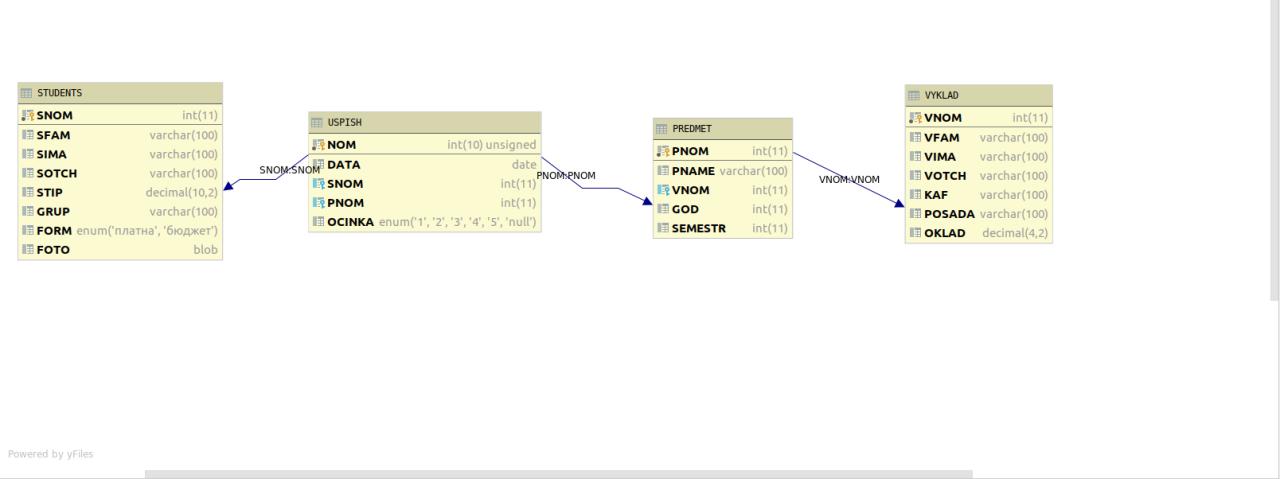 STUDENTS
SNOM int(11)
SFAM varchar(100)
SIMA varchar(100)
SOTCH varchar(100)
STIP decimal(10,2)
GRUP varchar(100)
FORM enum('платна', 'бюджет')
FOTO blob
SNOM:SNOM
USPISH
NOM int(10) unsigned
DATA date
SNOM int(11)
PNOM int(11)
OCINKA enum('1', '2', '3', '4', '5', 'null')
PNOM:PNOM
PREDMET
PNOM int(11)
PNAME varchar(100)
VNOM int(11)
GOD int(11)
SEMESTR int(11)
VNOM:VNOM
VYKLAD
VNOM int(11)
VFAM varchar(100)
VIMA varchar(100)
VOTCH varchar(100)
KAF varchar(100)
POSADA varchar(100)
OKLAD decimal(4,2)
Powered by yFiles